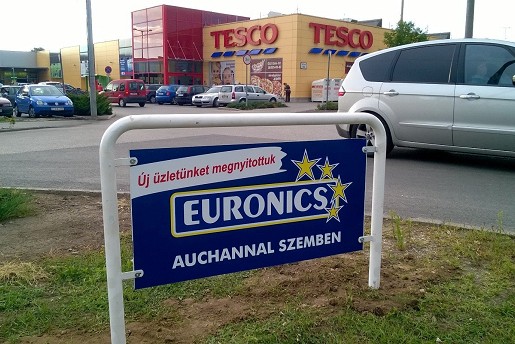 TESCO TESCO
Új üzletünket megnyitottuk
EURONICS
AUCHANNAL SZEMBEN